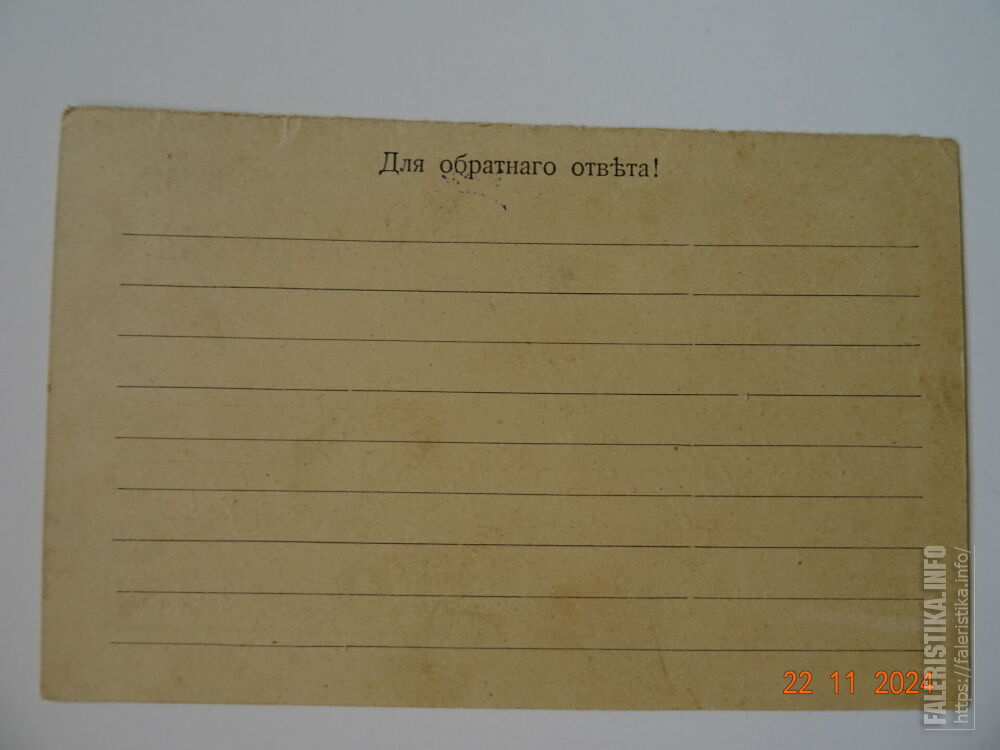 Для обратнаго отвѣта!
22 11 2024
FALERISTIKA.INFO
https://faleristika.info/